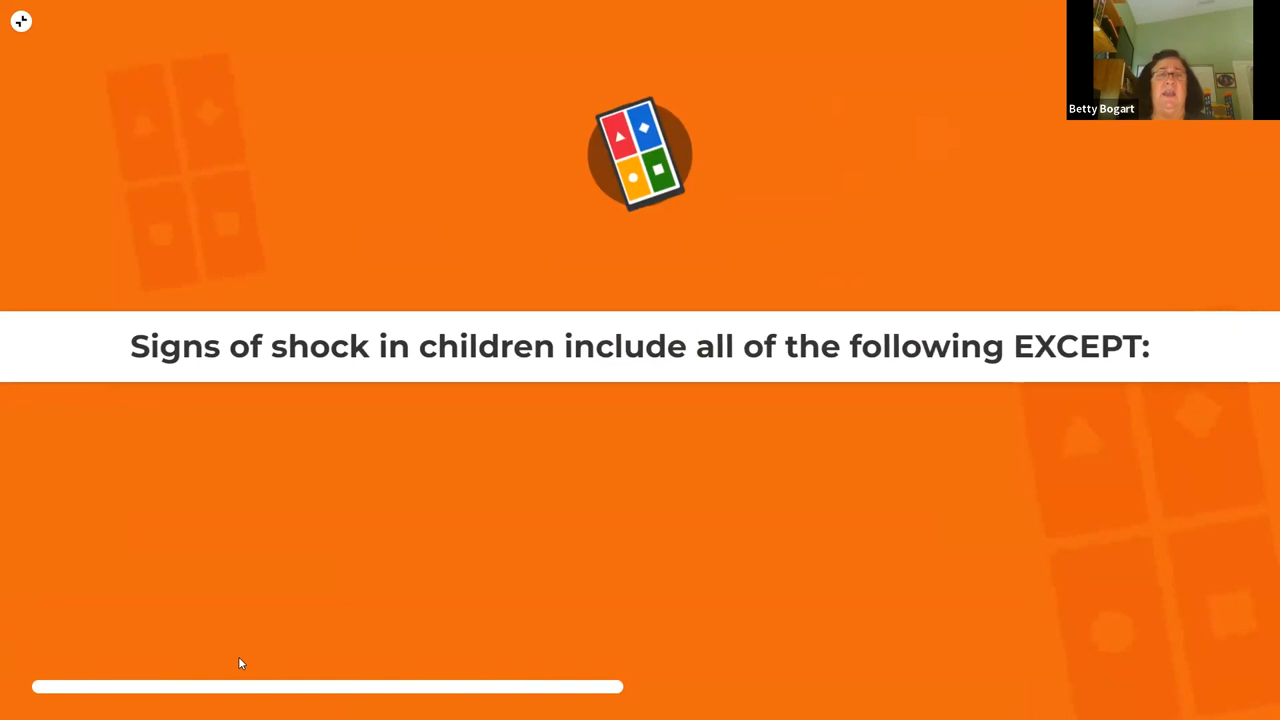 Betty Bogart
Signs of shock in children include all of the following EXCEPT: